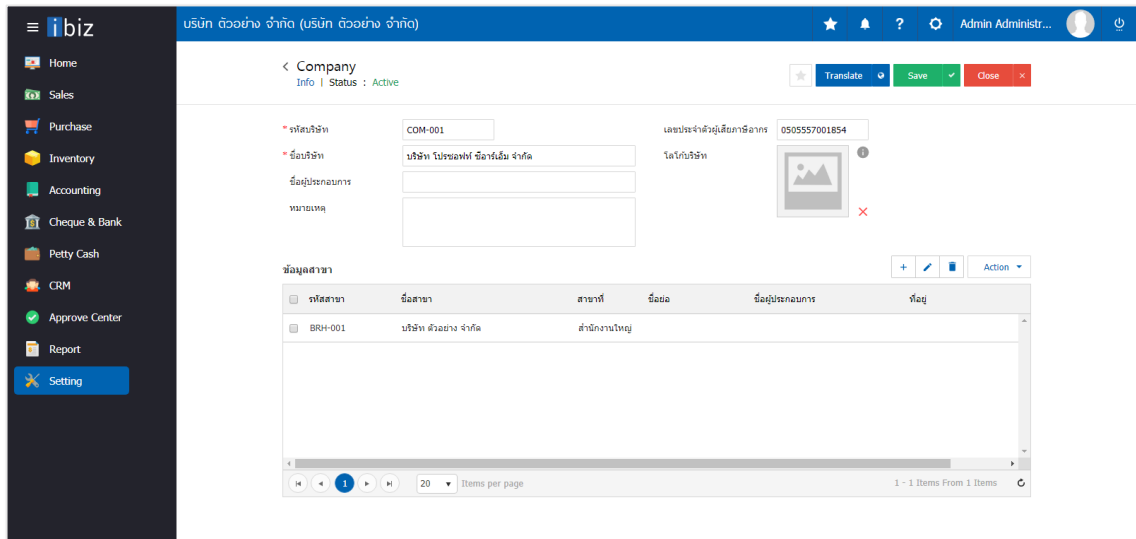 ibiz
บริษัท ตัวอย่าง จำกัด (บริษัท ตัวอย่าง จำกัด)
? Admin Administr...
Home
Sales
Purchase
Inventory
Accounting
Cheque & Bank
Petty Cash
CRM
Approve Center
Report
Setting
< Company
Info | Status : Active
Translate Save Close ×
* รหัสบริษัท COM-001 เลขประจำตัวผู้เสียภาษีอากร 0505557001854
* ชื่อบริษัท บริษัท โปรซอฟท์ ซีอาร์เอ็ม จำกัด โลโก้บริษัท
ชื่อผู้ประกอบการ
หมายเหตุ
ข้อมูลสาขา + Action
รหัสสาขา ชื่อสาขา สาขาที่ ชื่อย่อ ชื่อผู้ประกอบการ ที่อยู่
BRH-001 บริษัท ตัวอย่าง จำกัด สำนักงานใหญ่
1 20 Items per page 1 - 1 Items From 1 Items